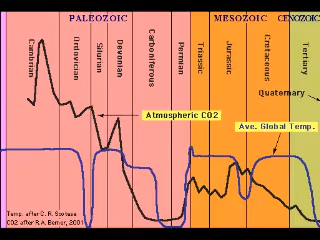 PALEOZOIC
MESOZOIC
CENOZOIC
Cambrian
Ordovician
Silurian
Devonian
Carboniferous
Permian
Triassic
Jurassic
Cretaceous
Tertiary
Quaternary
Atmospheric CO2
Ave. Global Temp.
Temp. after C. R. Scotese
CO2 after R.A. Berner, 2001